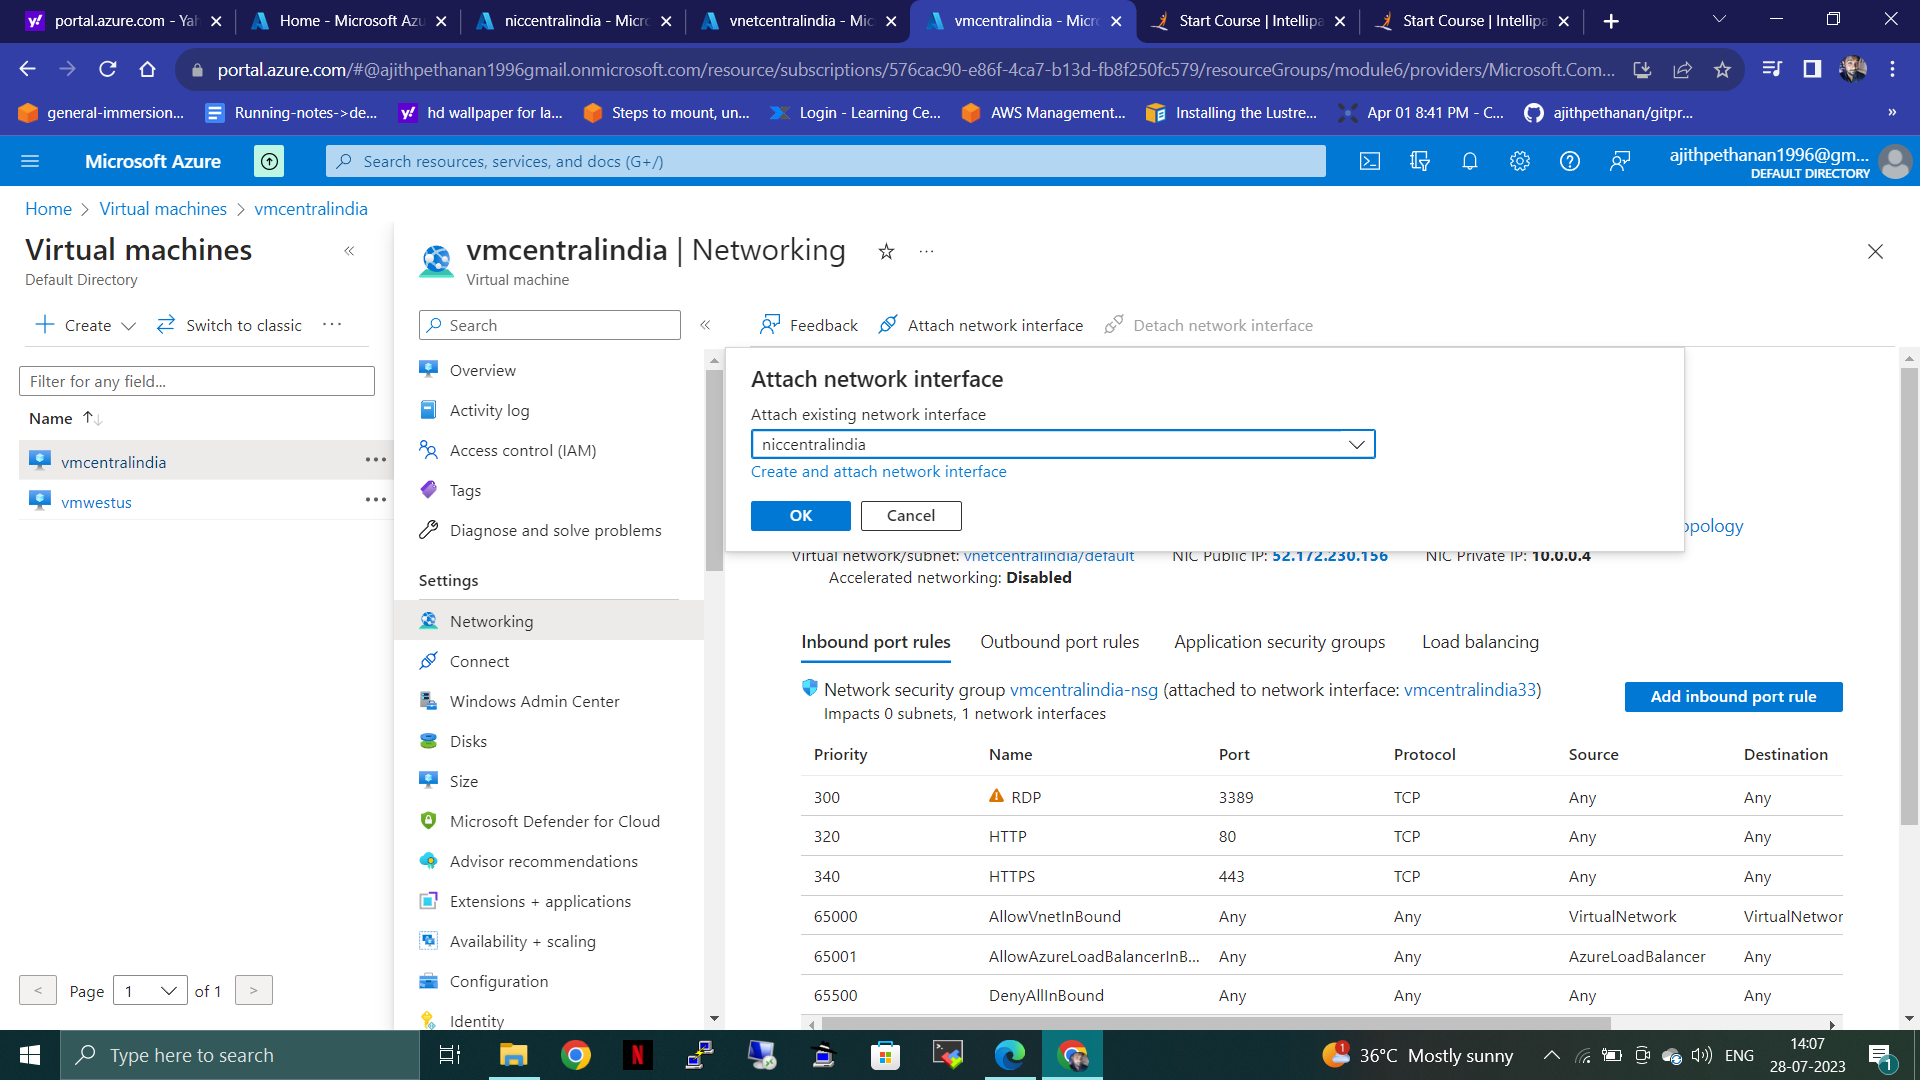 portal.azure.com - Yah
Home - Microsoft Azu
niccentralindia - Micro
vnetcentralindia - Mic
vmcentralindia - Micro
Start Course | Intellipa
Start Course | Intellipa
portal.azure.com/#@ajithpethanan1996gmail.onmicrosoft.com/resource/subscriptions/576cac90-e86f-4ca7-b13d-fb8f250fc579/resourceGroups/module6/providers/Microsoft.Com...
general-immersion...
Running-notes->de...
hd wallpaper for la...
Steps to mount, un...
Login - Learning Ce...
AWS Management...
Installing the Lustre...
Apr 01 8:41 PM - C...
ajithpethanan/gitpr...
»
Microsoft Azure
Search resources, services, and docs (G+/)
ajithpethanan1996@gm...
DEFAULT DIRECTORY
Home > Virtual machines > vmcentralindia
Virtual machines
Default Directory
Create
Switch to classic
...
Filter for any field...
Name
vmcentralindia
vmwestus
< Page 1 of 1 >
vmcentralindia | Networking
Virtual machine
Search
Overview
Activity log
Access control (IAM)
Tags
Diagnose and solve problems
Settings
Networking
Connect
Windows Admin Center
Disks
Size
Microsoft Defender for Cloud
Advisor recommendations
Extensions + applications
Availability + scaling
Configuration
Identity
Feedback
Attach network interface
Detach network interface
Attach network interface
Attach existing network interface
niccentralindia
Create and attach network interface
OK
Cancel
opology
Virtual network/subnet: vnetcentralindia/default NIC Public IP: 52.172.230.156 NIC Private IP: 10.0.0.4
Accelerated networking: Disabled
Inbound port rules
Outbound port rules
Application security groups
Load balancing
Network security group vmcentralindia-nsg (attached to network interface: vmcentralindia33)
Impacts 0 subnets, 1 network interfaces
Add inbound port rule
Priority Name Port Protocol Source Destination
300 RDP 3389 TCP Any Any
320 HTTP 80 TCP Any Any
340 HTTPS 443 TCP Any Any
65000 AllowVnetInBound Any Any VirtualNetwork VirtualNetwor
65001 AllowAzureLoadBalancerInB... Any Any AzureLoadBalancer Any
65500 DenyAllInBound Any Any Any Any
Type here to search
1
36°C Mostly sunny
ENG
14:07
28-07-2023
1